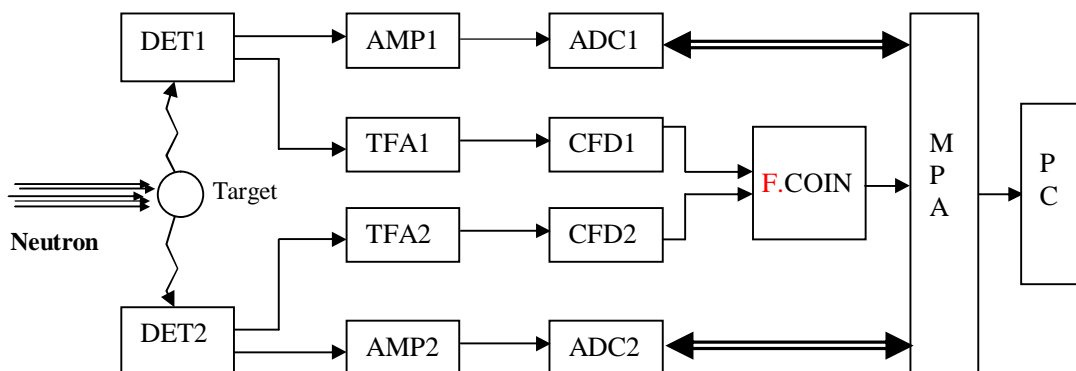 DET1
AMP1
ADC1
TFA1
CFD1
F.COIN
M
P
A
P
C
Target
Neutron
TFA2
CFD2
DET2
AMP2
ADC2